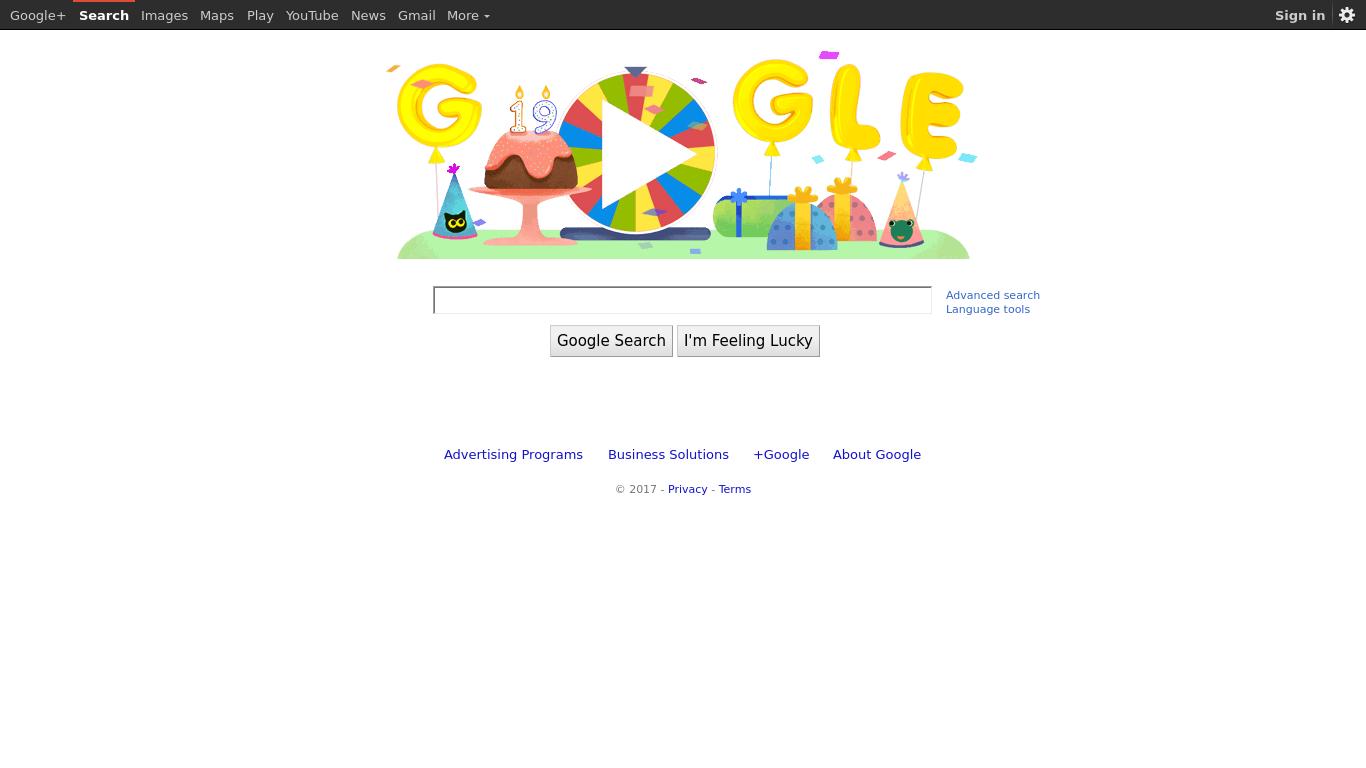 Google+ Search Images Maps Play YouTube News Gmail More Sign in
G GLE
19
Advanced search
Language tools
Google Search I'm Feeling Lucky
Advertising Programs Business Solutions +Google About Google
© 2017 - Privacy - Terms